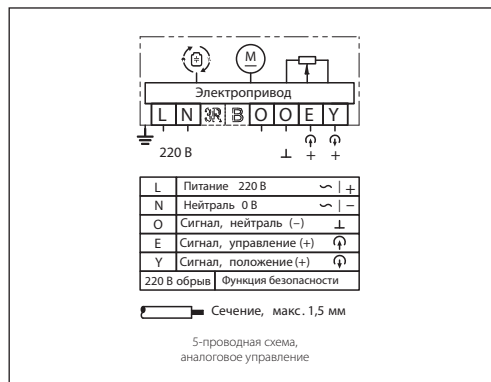 M
Электропривод
L N 3R B O O E Y
220 В ⊥ + +
L Питание 220 В ~ | +
N Нейтраль 0 В ~ | −
O Сигнал, нейтраль (–) ⊥
E Сигнал, управление (+)
Y Сигнал, положение (+)
220 В обрыв Функция безопасности
Сечение, макс. 1,5 мм
5-проводная схема,
аналоговое управление